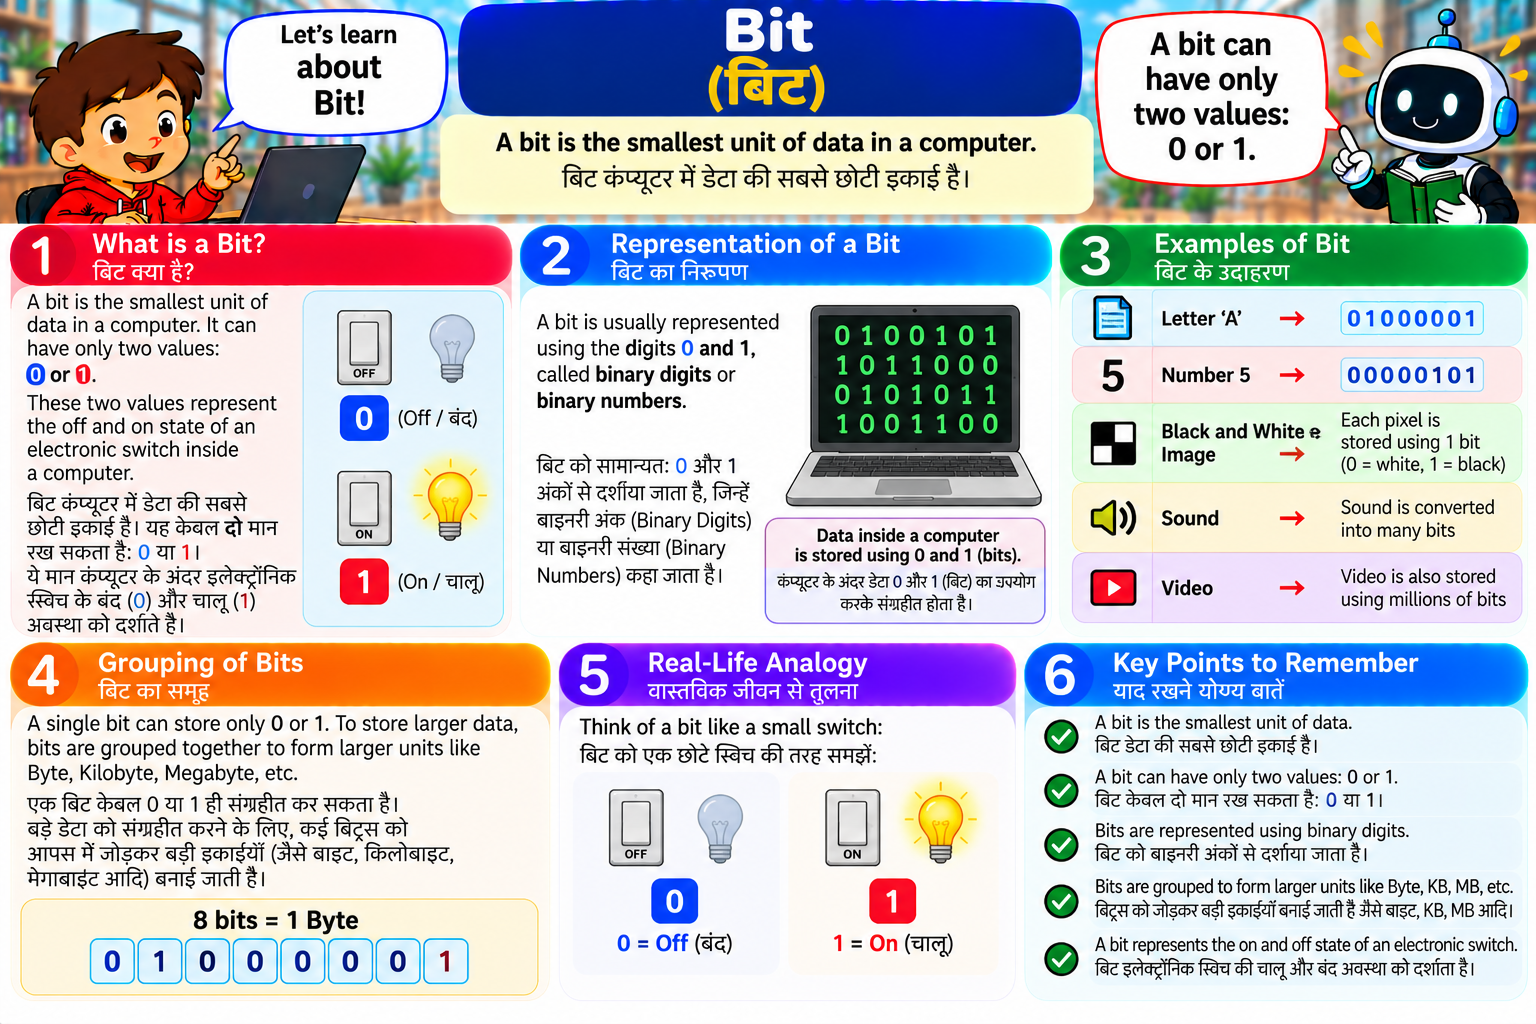 Let's learn
about
Bit!
Bit
(बिट)
A bit is the smallest unit of data in a computer.
बिट कंप्यूटर में डेटा की सबसे छोटी इकाई है।
A bit can
have only
two values:
0 or 1.
1
What is a Bit?
बिट क्या है?
A bit is the smallest unit of
data in a computer. It can
have only two values:
0 or 1.
These two values represent
the off and on state of an
electronic switch inside
a computer.
बिट कंप्यूटर में डेटा की सबसे
छोटी इकाई है। यह केबल दो मान
रख सकता है: 0 या 1।
ये मान कंप्यूटर के अंदर इलेक्ट्रोंनिक
स्विच के बंद (0) और चालू (1)
अवस्था को दर्शाते है।
OFF
0 (Off / बंद)
ON
1 (On / चालू)
2
Representation of a Bit
बिट का निरूपण
A bit is usually represented
using the digits 0 and 1,
called binary digits or
binary numbers.
बिट को सामान्यत: 0 और 1
अंकों से दर्शाया जाता है, जिन्हें
बाइनरी अंक (Binary Digits)
या बाइनरी संख्या (Binary
Numbers) कहा जाता है।
0 1 0 0 1 0 1
1 0 1 1 0 0 0
0 1 0 1 0 1 1
1 0 0 1 1 0 0
Data inside a computer
is stored using 0 and 1 (bits).
कंप्यूटर के अंदर डेटा 0 और 1 (बिट) का उपयोग
करके संग्रहीत होता है।
3
Examples of Bit
बिट के उदाहरण
Letter ‘A’ → 01000001
5 Number 5 → 00000101
Black and White
Image →
Each pixel is
stored using 1 bit
(0 = white, 1 = black)
Sound →
Sound is converted
into many bits
Video →
Video is also stored
using millions of bits
4
Grouping of Bits
बिट का समूह
A single bit can store only 0 or 1. To store larger data,
bits are grouped together to form larger units like
Byte, Kilobyte, Megabyte, etc.
एक बिट केबल 0 या 1 ही संग्रहीत कर सकता है।
बड़े डेटा को संग्रहीत करने के लिए, कई बिट्स को
आपस में जोड़कर बड़ी इकाईयाँ (जैसे बाइट, किलोबाइट,
मेगाबाइट आदि) बनाई जाती है।
8 bits = 1 Byte
0 1 0 0 0 0 0 1
5
Real-Life Analogy
वास्तविक जीवन से तुलना
Think of a bit like a small switch:
बिट को एक छोटे स्विच की तरह समझें:
OFF
0
0 = Off (बंद)
ON
1
1 = On (चालू)
6
Key Points to Remember
याद रखने योग्य बातें
A bit is the smallest unit of data.
बिट डेटा की सबसे छोटी इकाई है।
A bit can have only two values: 0 or 1.
बिट केबल दो मान रख सकता है: 0 या 1।
Bits are represented using binary digits.
बिट को बाइनरी अंकों से दर्शाया जाता है।
Bits are grouped to form larger units like Byte, KB, MB, etc.
बिट्स को जोड़कर बड़ी इकाईयाँ बनाई जाती है जैसे बाइट, KB, MB आदि।
A bit represents the on and off state of an electronic switch.
बिट इलेक्ट्रोंनिक स्विच की चालू और बंद अवस्था को दर्शाता है।